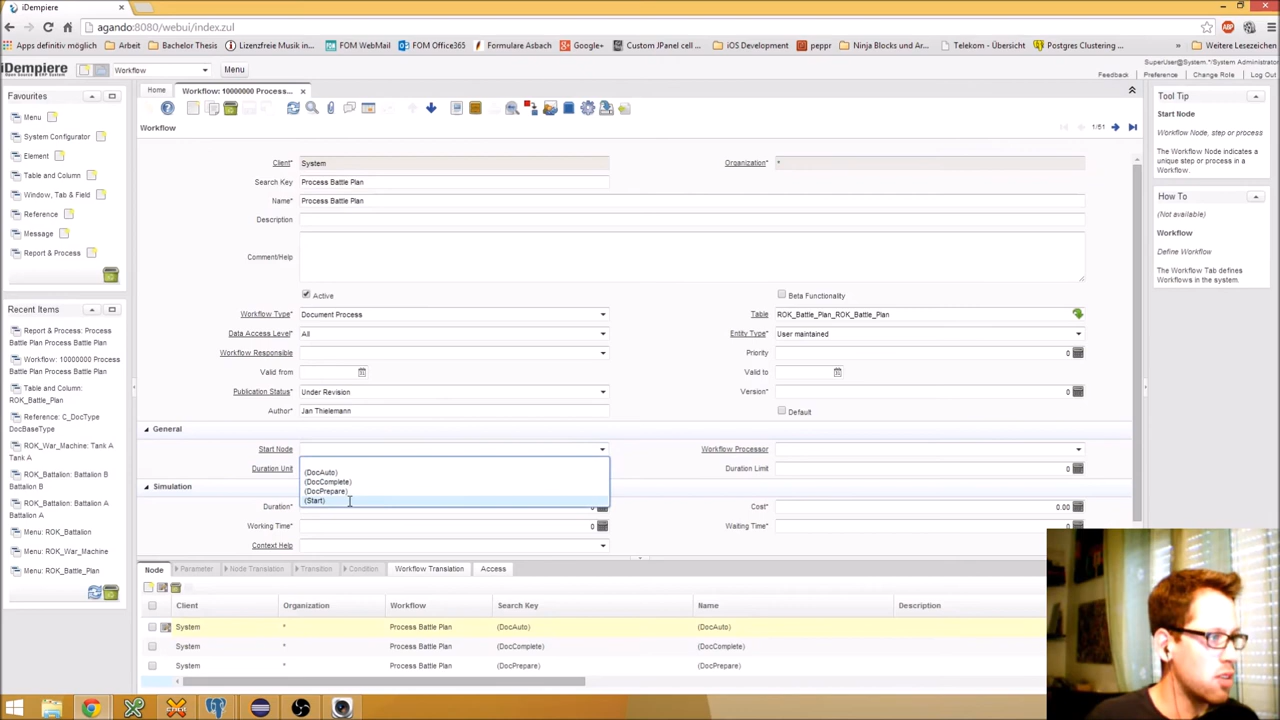 iDempiere
agando:8080/webui/index.zul
Apps definitiv möglich Arbeit Bachelor Thesis Lizenzfreie Musik in... FOM WebMail FOM Office365 Formulare Asbach Google+ Custom JPanel cell ... iOS Development peppr Ninja Blocks und Ar... Telekom - Übersicht Postgres Clustering ... » Weitere Lesezeichen
iDempiere Workflow Menu
SuperUser@System.*/System Administrator
Feedback Preference Change Role Log Out
Favourites
Menu
System Configurator
Element
Table and Column
Window, Tab & Field
Reference
Message
Report & Process
Recent Items
Report & Process: Process
Battle Plan Process Battle Plan
Workflow: 10000000 Process
Battle Plan Process Battle Plan
Table and Column:
ROK_Battle_Plan
Reference: C_DocType
DocBaseType
ROK_War_Machine: Tank A
Tank A
ROK_Battalion: Battalion B
Battalion B
ROK_Battalion: Battalion A
Battalion A
Menu: ROK_Battalion
Menu: ROK_War_Machine
Menu: ROK_Battle_Plan
Home Workflow: 10000000 Process...
Workflow
1/51
Client* System Organization* *
Search Key Process Battle Plan
Name* Process Battle Plan
Description
Comment/Help
Active Beta Functionality
Workflow Type* Document Process Table ROK_Battle_Plan_ROK_Battle_Plan
Data Access Level* All Entity Type* User maintained
Workflow Responsible Priority 0
Valid from Valid to
Publication Status* Under Revision Version* 0
Author* Jan Thielemann Default
General
Start Node Workflow Processor
Duration Unit Duration Limit 0
(DocAuto)
(DocComplete)
(DocPrepare)
(Start)
Simulation
Duration* 0 Cost* 0.00
Working Time* 0 Waiting Time* 0
Context Help
Node Parameter Node Translation Transition Condition Workflow Translation Access
Client Organization Workflow Search Key Name Description
System * Process Battle Plan (DocAuto) (DocAuto)
System * Process Battle Plan (DocComplete) (DocComplete)
System * Process Battle Plan (DocPrepare) (DocPrepare)
Tool Tip
Start Node
Workflow Node, step or process
The Workflow Node indicates a
unique step or process in a
Workflow.
How To
(Not available)
Workflow
Define Workflow
The Workflow Tab defines
Workflows in the system.